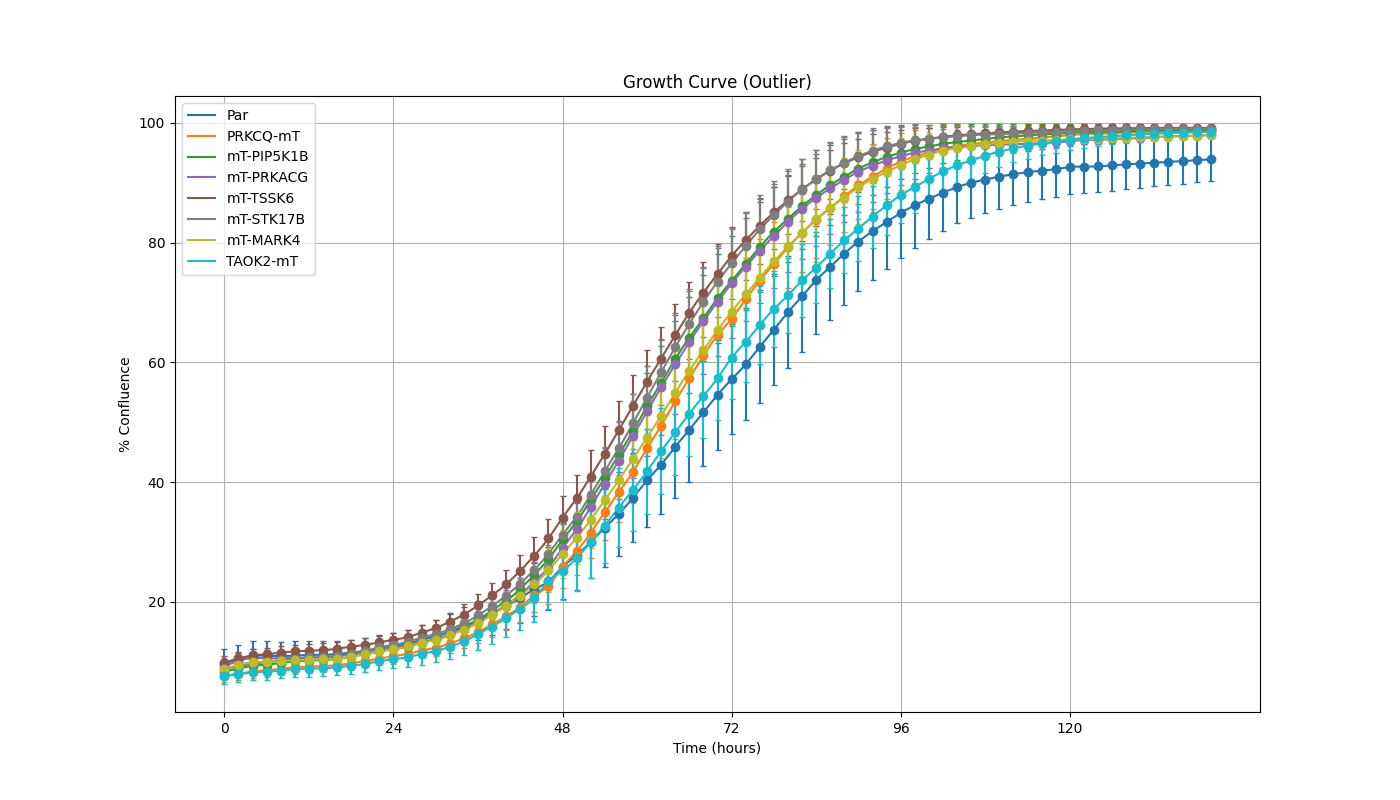 Growth Curve (Outlier)
100
80
60
40
20
% Confluence
Par
PRKCQ-mT
mT-PIP5K1B
mT-PRKACG
mT-TSSK6
mT-STK17B
mT-MARK4
TAOK2-mT
0 24 48 72 96 120
Time (hours)